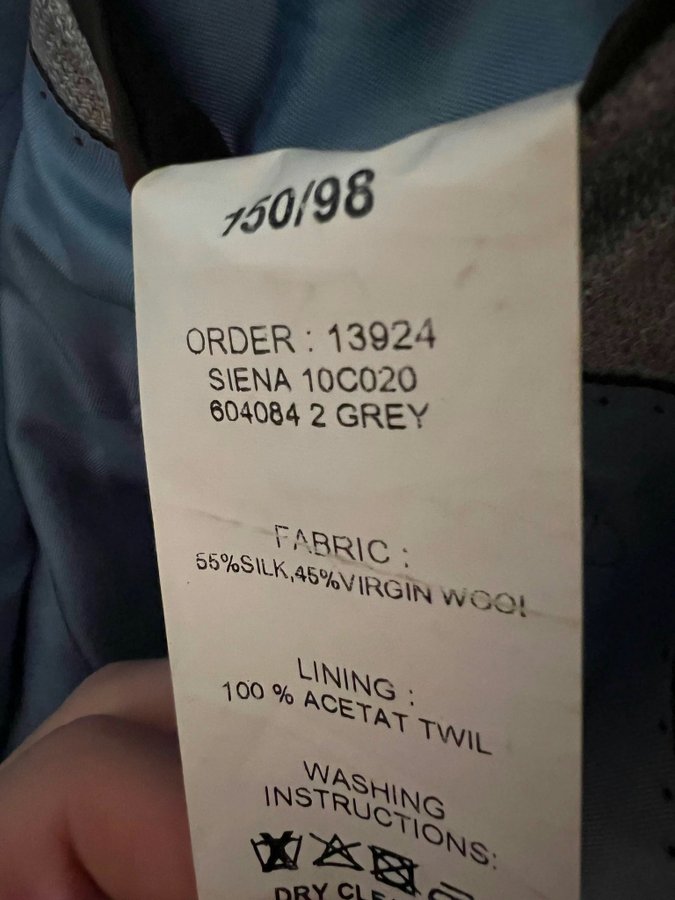 150/98
ORDER : 13924
SIENA 10C020
604084 2 GREY
FABRIC :
55%SILK,45%VIRGIN WOOl
LINING :
100 % ACETAT TWIL
WASHING
INSTRUCTIONS:
DRY